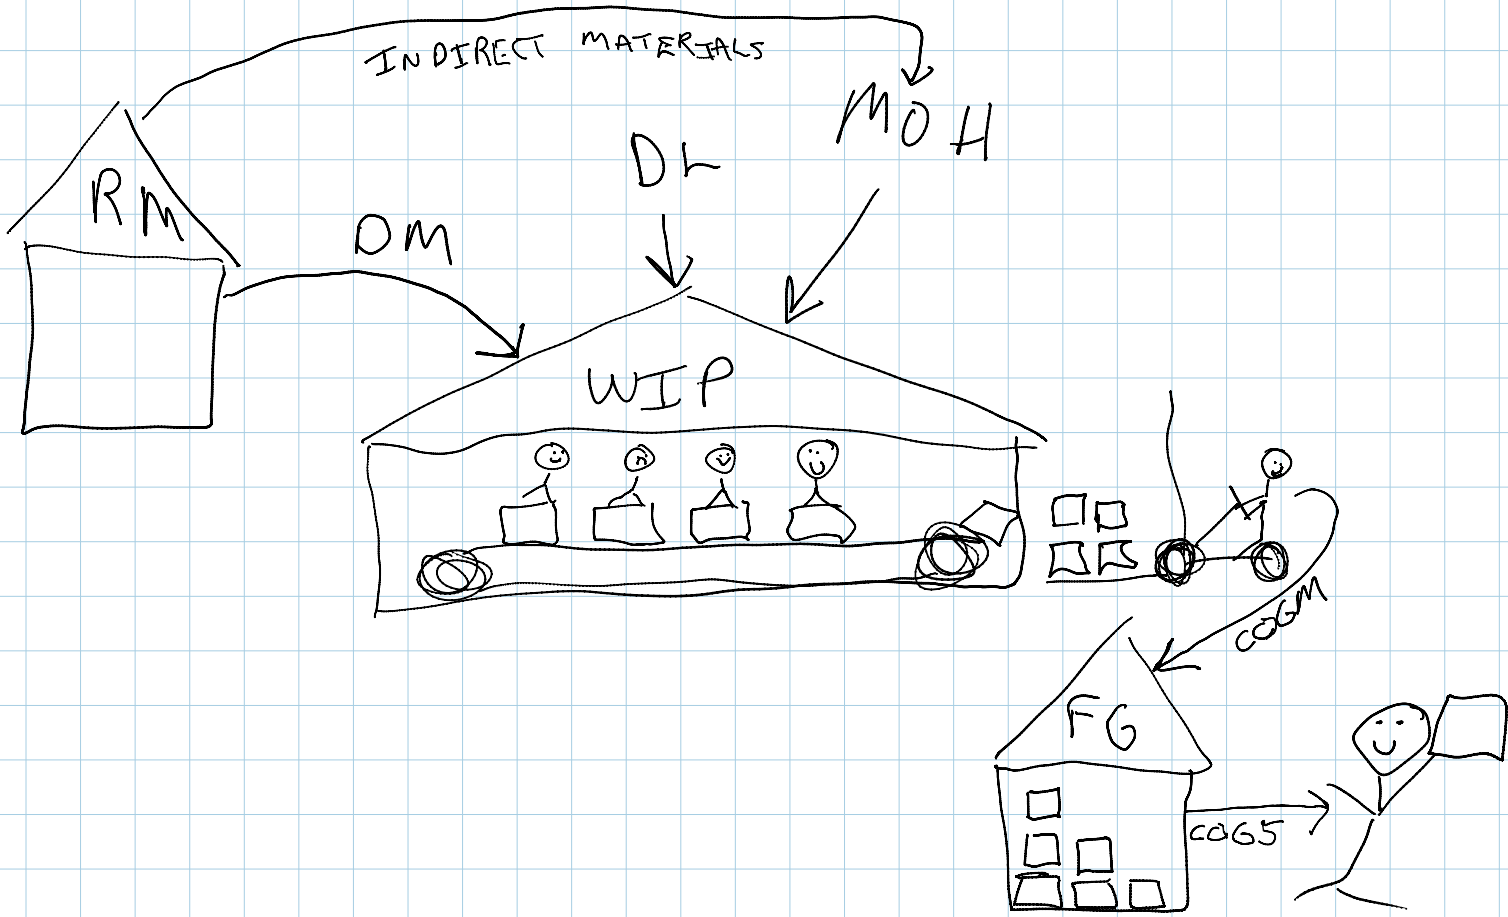 INDIRECT MATERIALS
MOH
DL
RM
DM
WIP
COGM
FG
COGS